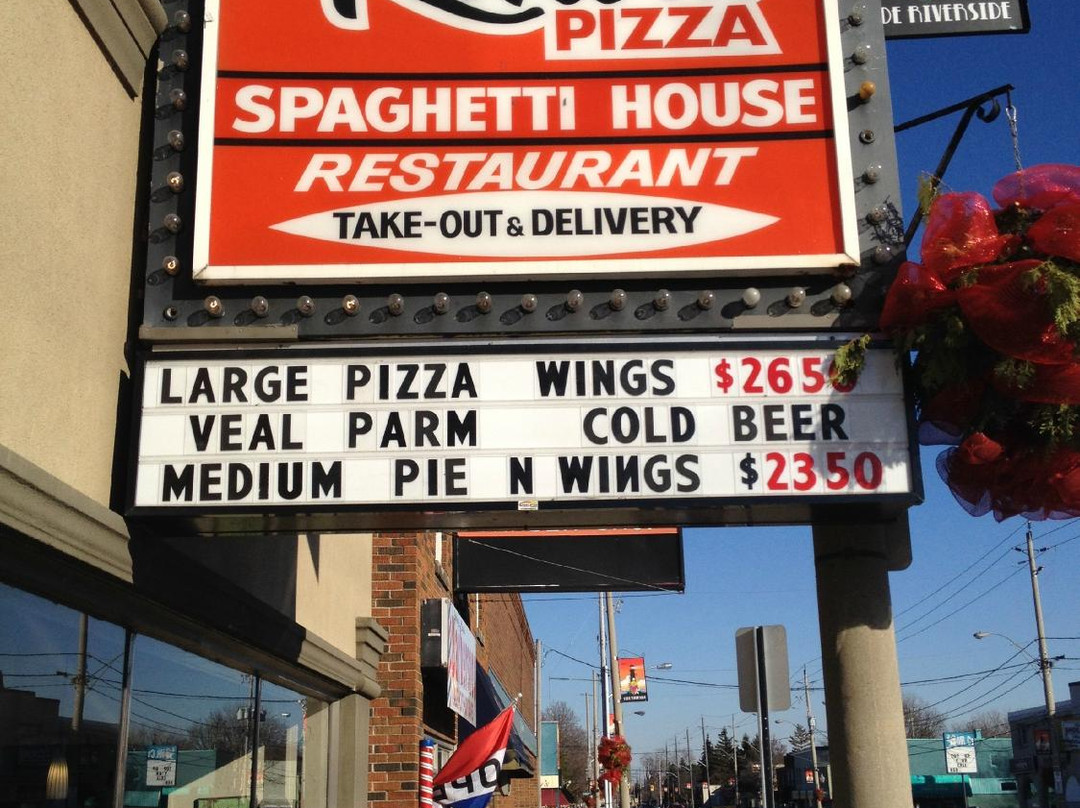 PIZZA
DE RIVERSIDE
SPAGHETTI HOUSE
RESTAURANT
TAKE-OUT & DELIVERY
LARGE PIZZA WINGS $2650
VEAL PARM COLD BEER
MEDIUM PIE N WINGS $2350